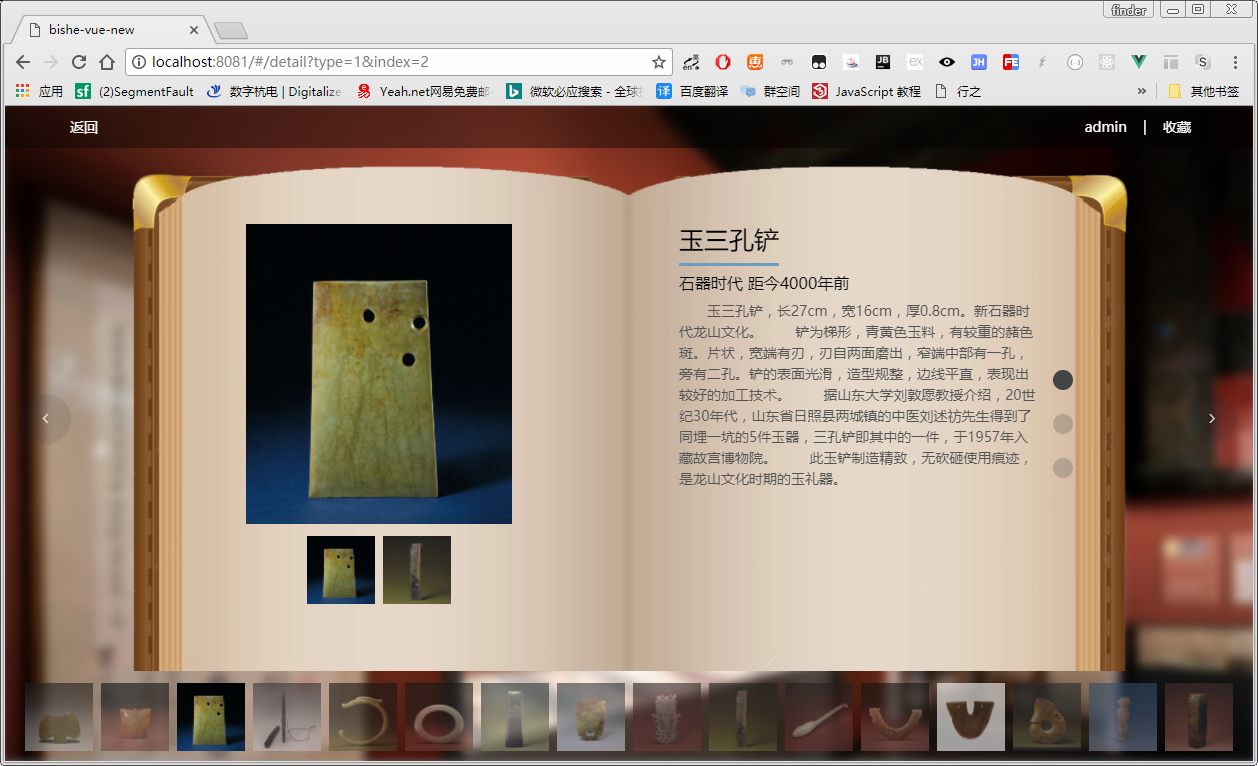 finder
bishe-vue-new
localhost:8081/#/detail?type=1&index=2
应用 (2)SegmentFault 数字杭电 | Digitalize Yeah.net网易免费邮 微软必应搜索 - 全球 百度翻译 群空间 JavaScript 教程 行之 » 其他书签
返回 admin | 收藏
玉三孔铲
石器时代 距今4000年前
玉三孔铲，长27cm，宽16cm，厚0.8cm。新石器时
代龙山文化。 铲为梯形，青黄色玉料，有较重的赭色
斑。片状，宽端有刃，刃自两面磨出，窄端中部有一孔，
旁有二孔。铲的表面光滑，造型规整，边线平直，表现出
较好的加工技术。 据山东大学刘敦愿教授介绍，20世
纪30年代，山东省日照县两城镇的中医刘述祊先生得到了
同埋一坑的5件玉器，三孔铲即其中的一件，于1957年入
藏故宫博物院。 此玉铲制造精致，无砍砸使用痕迹，
是龙山文化时期的玉礼器。